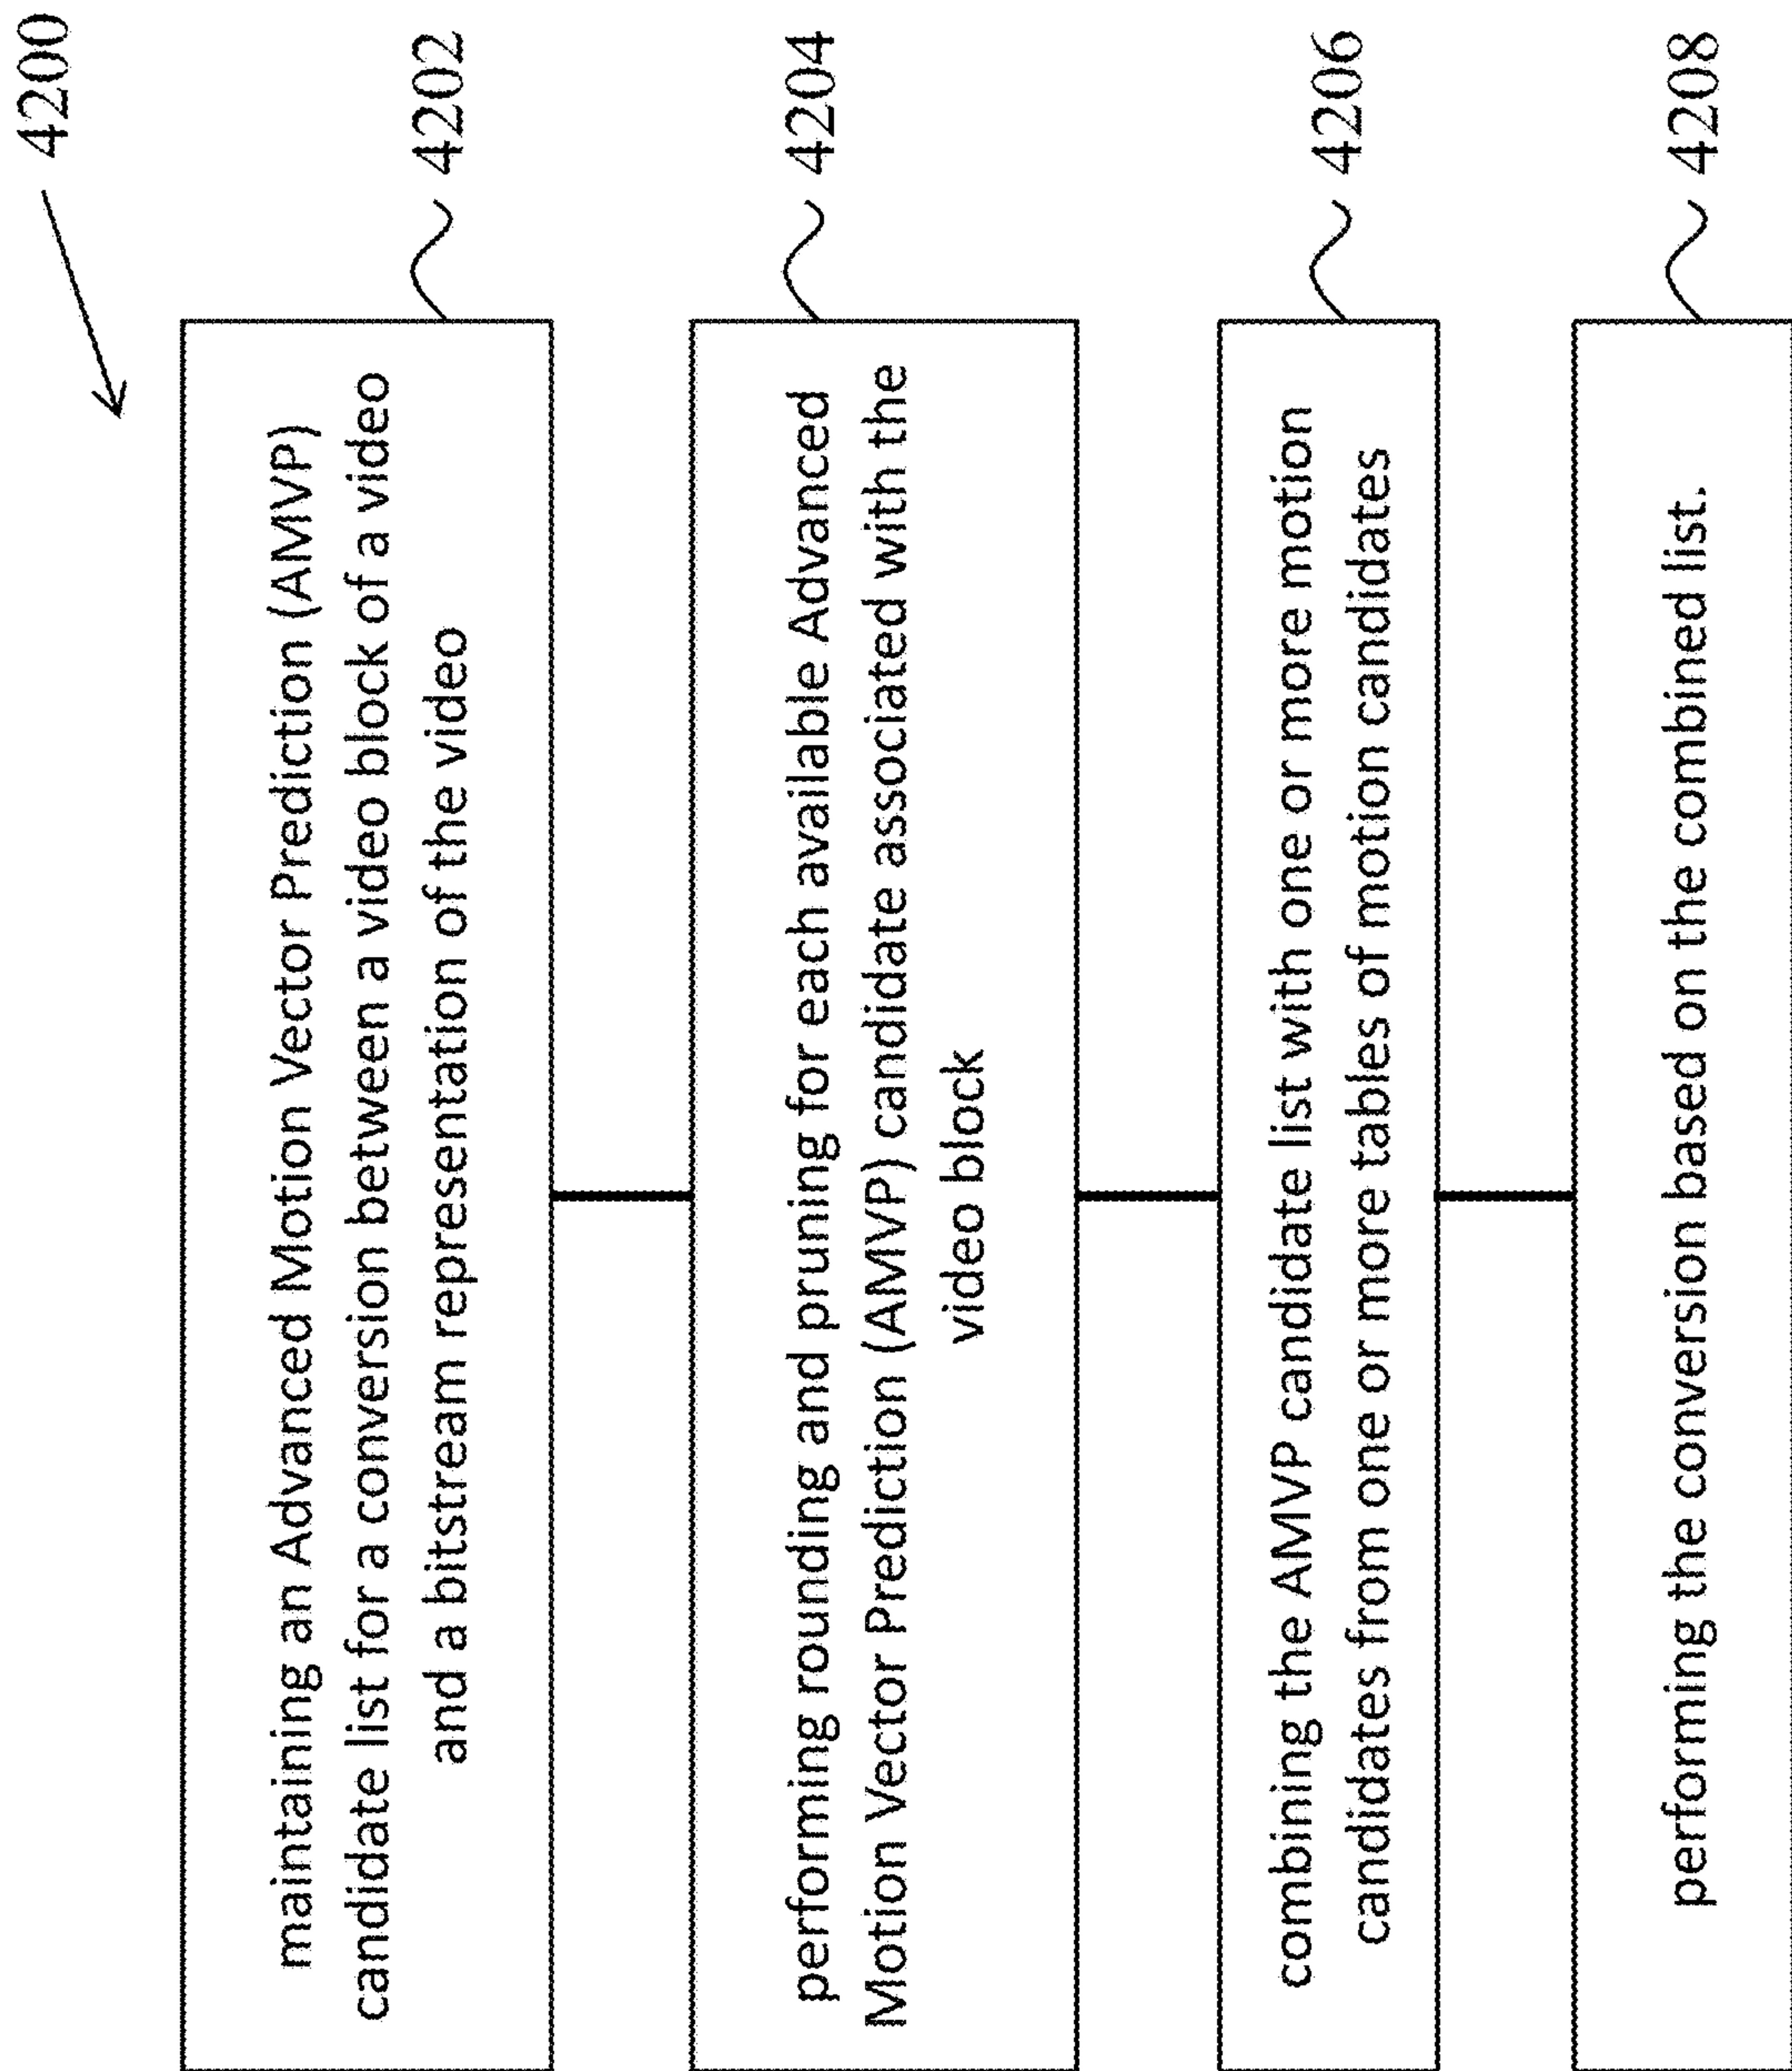 4200
maintaining an Advanced Motion Vector Prediction (AMVP)
candidate list for a conversion between a video block of a video
and a bitstream representation of the video
4202
performing rounding and pruning for each available Advanced
Motion Vector Prediction (AMVP) candidate associated with the
video block
4204
combining the AMVP candidate list with one or more motion
candidates from one or more tables of motion candidates
4206
performing the conversion based on the combined list.
4208